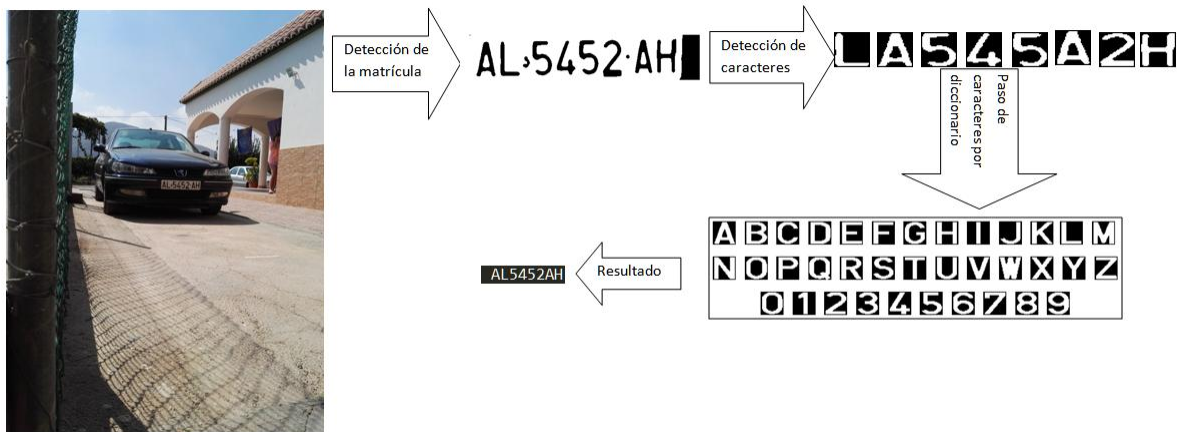 AL·5452·AH
Detección de
la matrícula
AL·5452·AH
Detección de
caracteres
LA545A2H
Paso de
caracteres por
diccionario
ABCDEFGHIJKLM
NOPQRSTUVWXYZ
0123456789
Resultado
AL5452AH